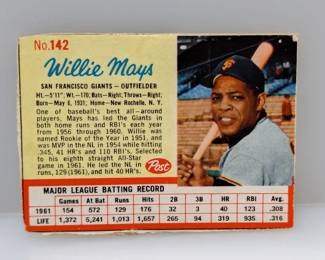 No. 142
Willie Mays
SAN FRANCISCO GIANTS — OUTFIELDER
Ht.-5'11"; Wt.-170; Bats-Right; Throws-Right;
Born-May 6, 1931; Home-New Rochelle, N. Y.
One of baseball's best all-around
players, Mays has led the Giants in
both home runs and RBI's each year
from 1956 through 1960. Willie was
Rookie of the year in 1951, and was
MVP in the NL in 1954 while hitting
.345, 41 HR's and 110 RBI's. Selected
to his eighth straight All-Star
game in 1961. He led the NL in
runs, 129 (1961), and hit 40 HR's.
Post
MAJOR LEAGUE BATTING RECORD
Games At Bat Runs Hits 2B 3B HR RBI Avg.
1961 154 572 129 176 32 3 40 123 .308
LIFE 1,372 5,241 1,013 1,657 265 94 319 935 .316